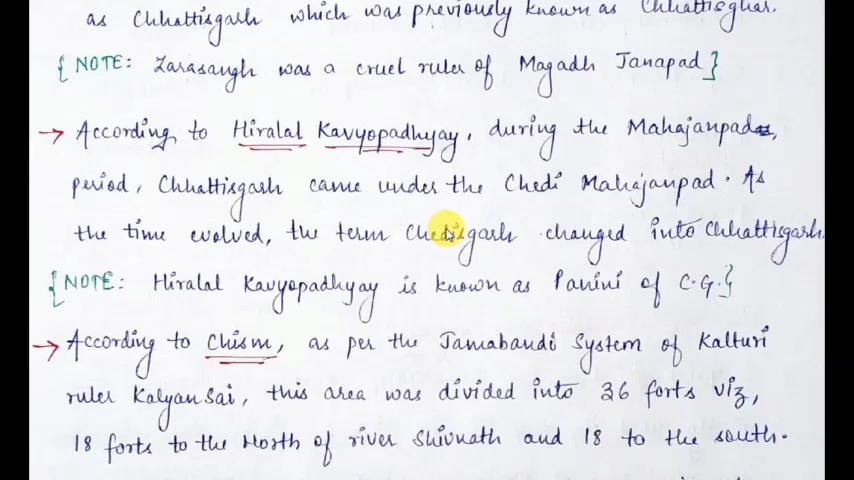 as Chhattisgarh which was previously known as Chhattisghar.
{NOTE: Zarasangh was a cruel ruler of Magadh Janapad}
→ According to Hiralal Kavyopadhyay, during the Mahajanpad,
period, Chhattisgarh came under the Chedi Mahajanpad. As
the time evolved, the term Chedisgarh changed into Chhattisgarh.
{NOTE: Hiralal Kavyopadhyay is known as Panini of C.G.}
→ According to Chism, as per the Jamabandi System of Kalturi
ruler Kalyan Sai, this area was divided into 36 forts viz,
18 forts to the North of river Shivnath and 18 to the south.